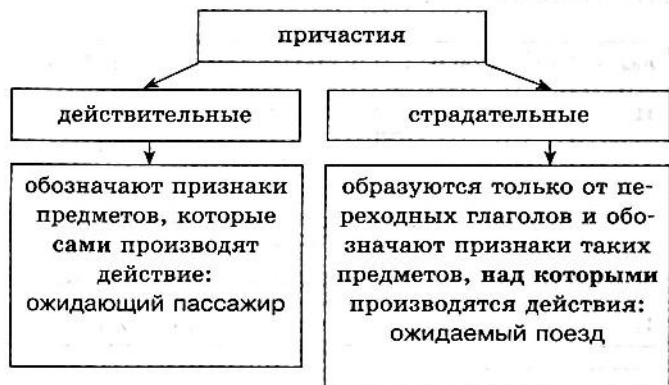 причастия
действительные
страдательные
обозначают признаки
предметов, которые
сами производят
действие:
ожидающий пассажир
образуются только от пе-
реходных глаголов и обо-
значают признаки таких
предметов, над которыми
производятся действия:
ожидаемый поезд